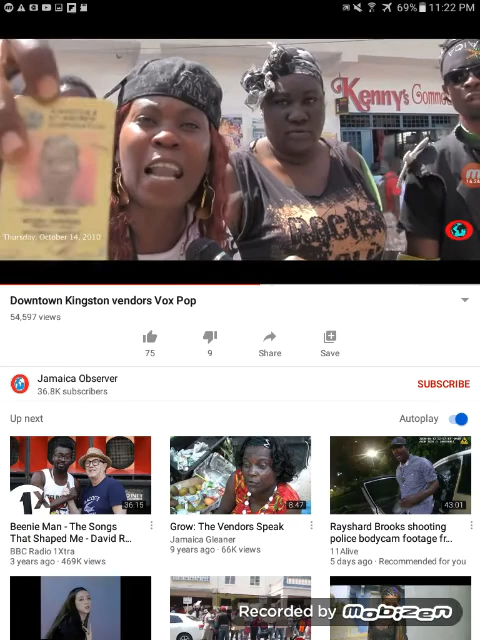 69% 11:22 PM
Kenny's Comme
ROCKS
Thursday, October 14, 2010
Downtown Kingston vendors Vox Pop
54,597 views
75 9 Share Save
Jamaica Observer
36.8K subscribers
SUBSCRIBE
Up next Autoplay
36:15
8:47
43:01
Beenie Man - The Songs
That Shaped Me - David R...
BBC Radio 1Xtra
3 years ago · 469K views
Grow: The Vendors Speak
Jamaica Gleaner
9 years ago · 66K views
Rayshard Brooks shooting
police bodycam footage fr...
11Alive
5 days ago · Recommended for you
Recorded by Mobizen